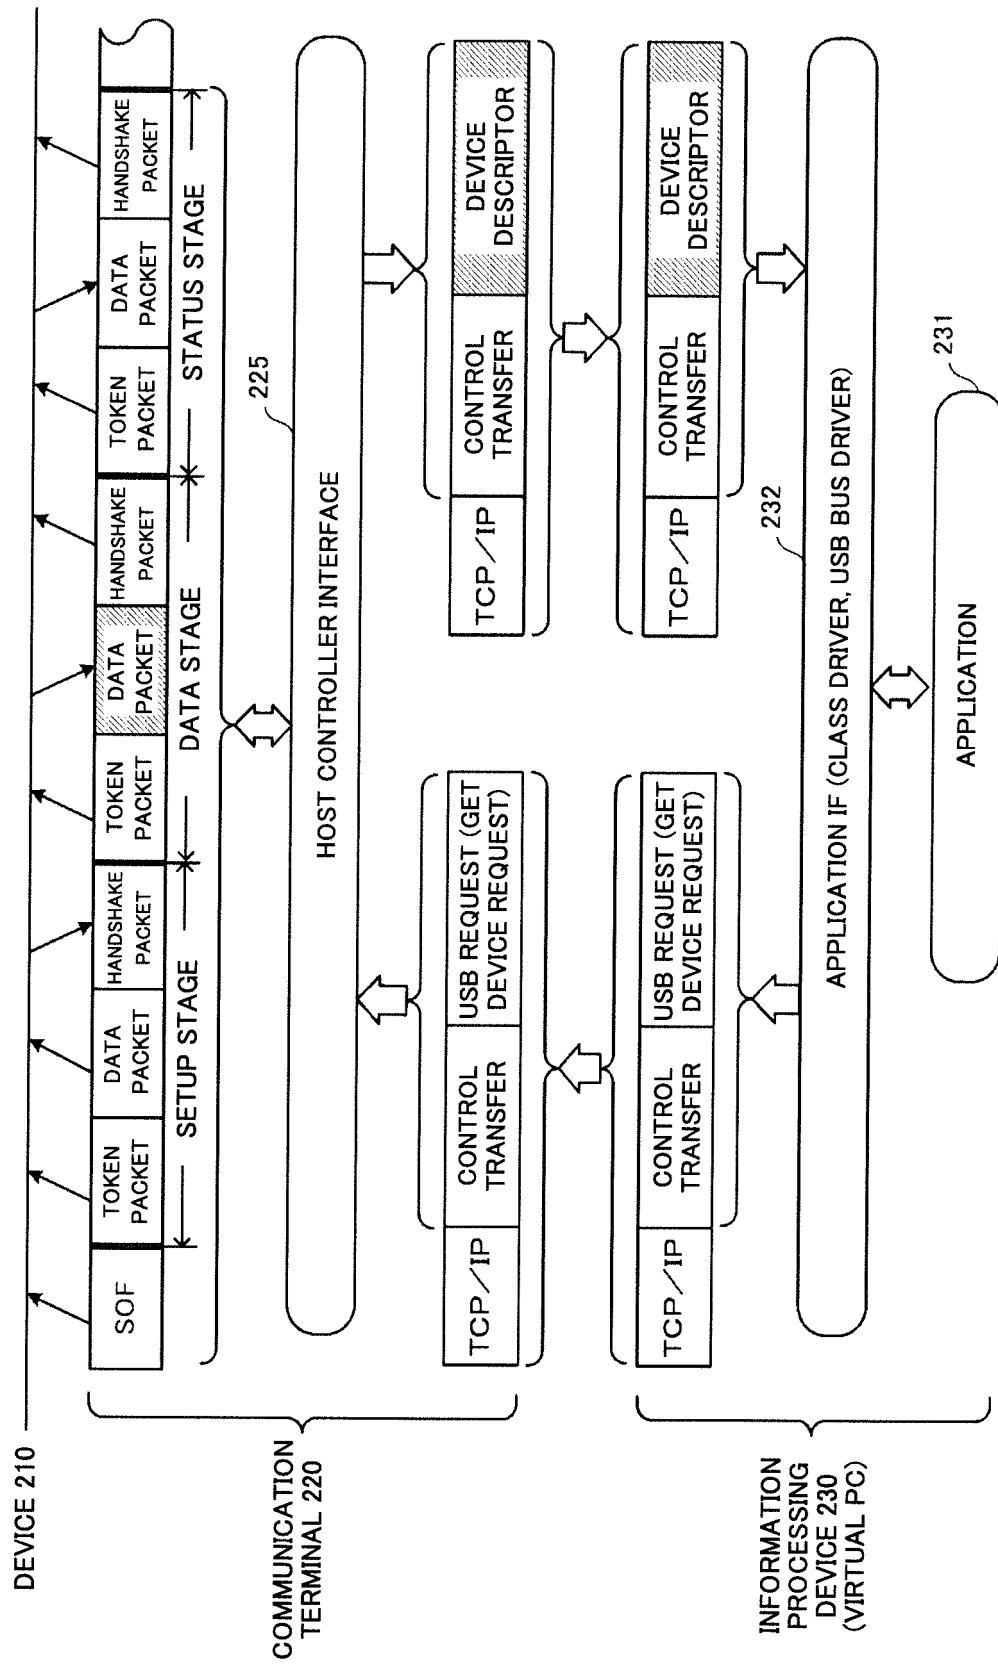 DEVICE 210
SOF
TOKEN
PACKET
DATA
PACKET
HANDSHAKE
PACKET
TOKEN
PACKET
DATA
PACKET
HANDSHAKE
PACKET
TOKEN
PACKET
DATA
PACKET
HANDSHAKE
PACKET
SETUP STAGE
DATA STAGE
STATUS STAGE
COMMUNICATION
TERMINAL 220
225
HOST CONTROLLER INTERFACE
TCP/IP
CONTROL
TRANSFER
USB REQUEST (GET
DEVICE REQUEST)
TCP/IP
CONTROL
TRANSFER
DEVICE
DESCRIPTOR
INFORMATION
PROCESSING
DEVICE 230
(VIRTUAL PC)
TCP/IP
CONTROL
TRANSFER
USB REQUEST (GET
DEVICE REQUEST)
TCP/IP
CONTROL
TRANSFER
DEVICE
DESCRIPTOR
232
APPLICATION IF (CLASS DRIVER, USB BUS DRIVER)
231
APPLICATION